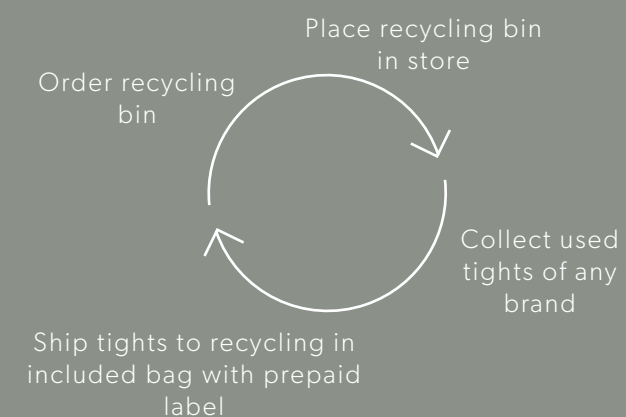 Place recycling bin
in store
Order recycling
bin
Collect used
tights of any
brand
Ship tights to recycling in
included bag with prepaid
label